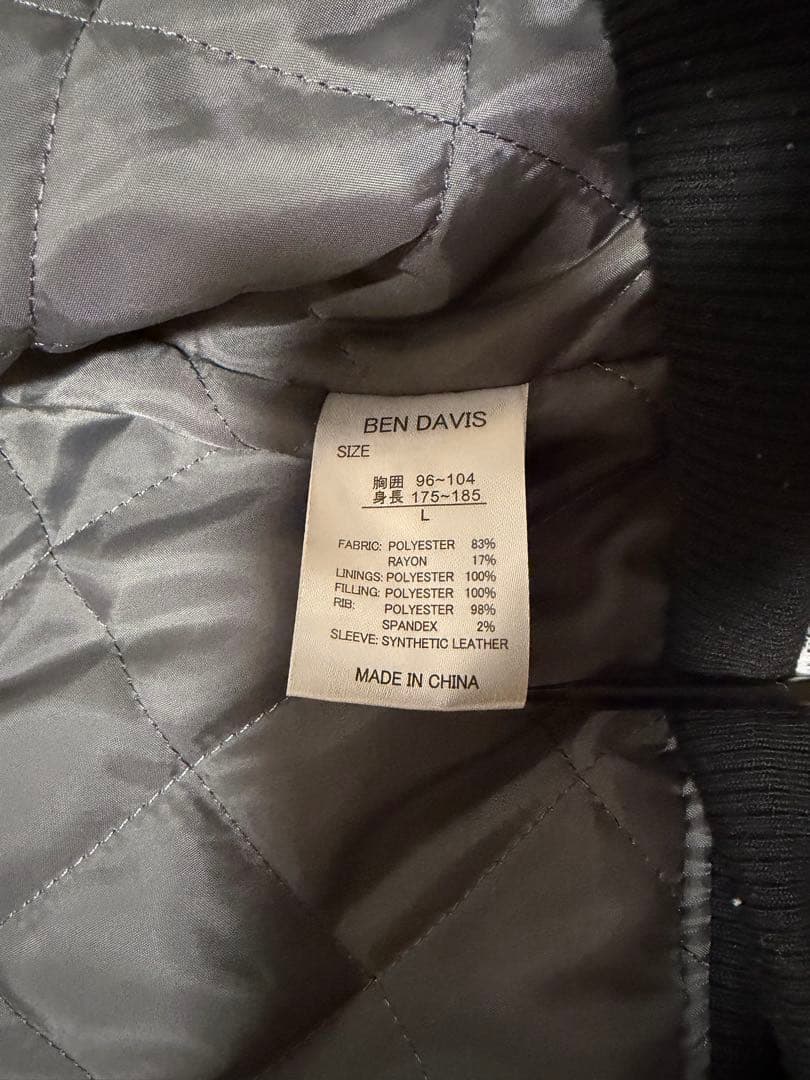 BEN DAVIS
SIZE
胸囲 96~104
身長 175~185
L
FABRIC: POLYESTER 83%
RAYON 17%
LININGS: POLYESTER 100%
FILLING: POLYESTER 100%
RIB: POLYESTER 98%
SPANDEX 2%
SLEEVE: SYNTHETIC LEATHER
MADE IN CHINA